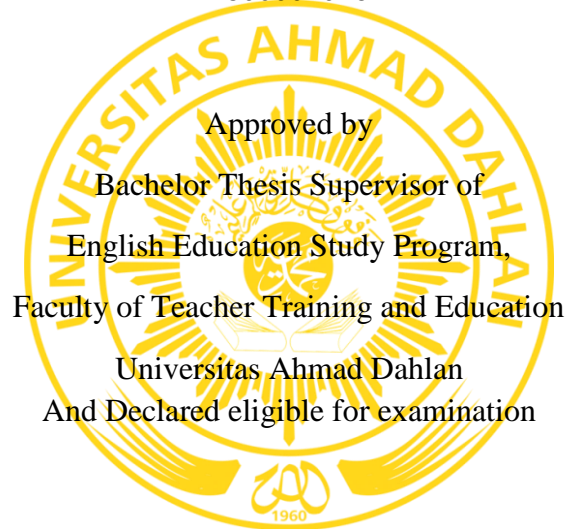 Approved by
Bachelor Thesis Supervisor of
English Education Study Program,
Faculty of Teacher Training and Education
Universitas Ahmad Dahlan
And Declared eligible for examination
UNIVERSITAS AHMAD DAHLAN
1960